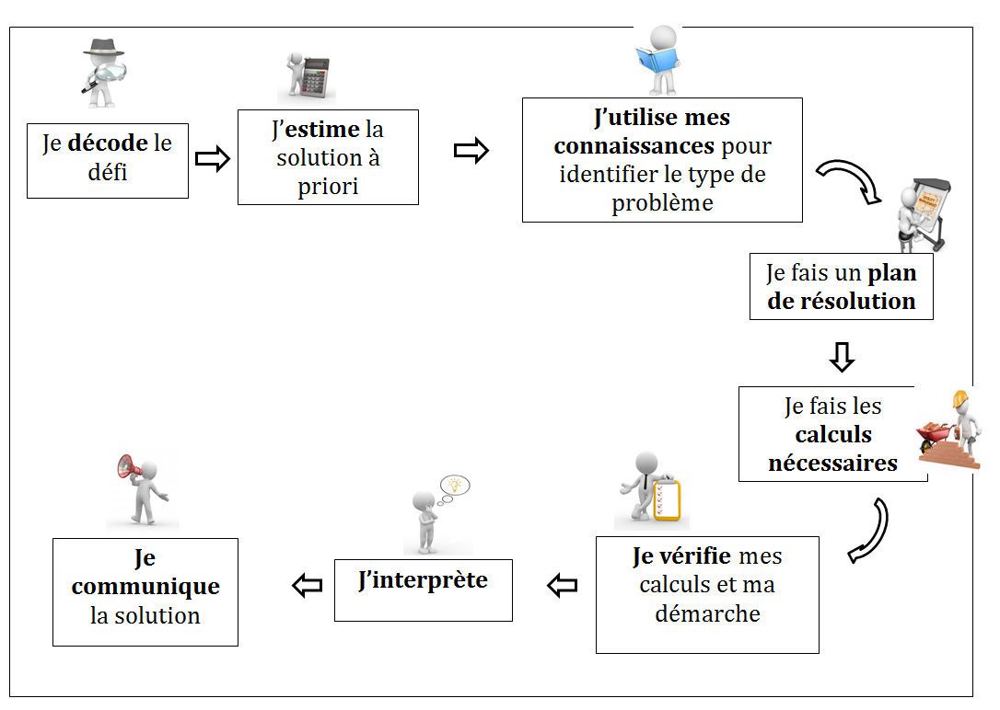 Je décode le
défi
J’estime la
solution à
priori
J’utilise mes
connaissances pour
identifier le type de
problème
Je fais un plan
de résolution
Je fais les
calculs
nécessaires
Je vérifie mes
calculs et ma
démarche
J’interprète
Je
communique
la solution